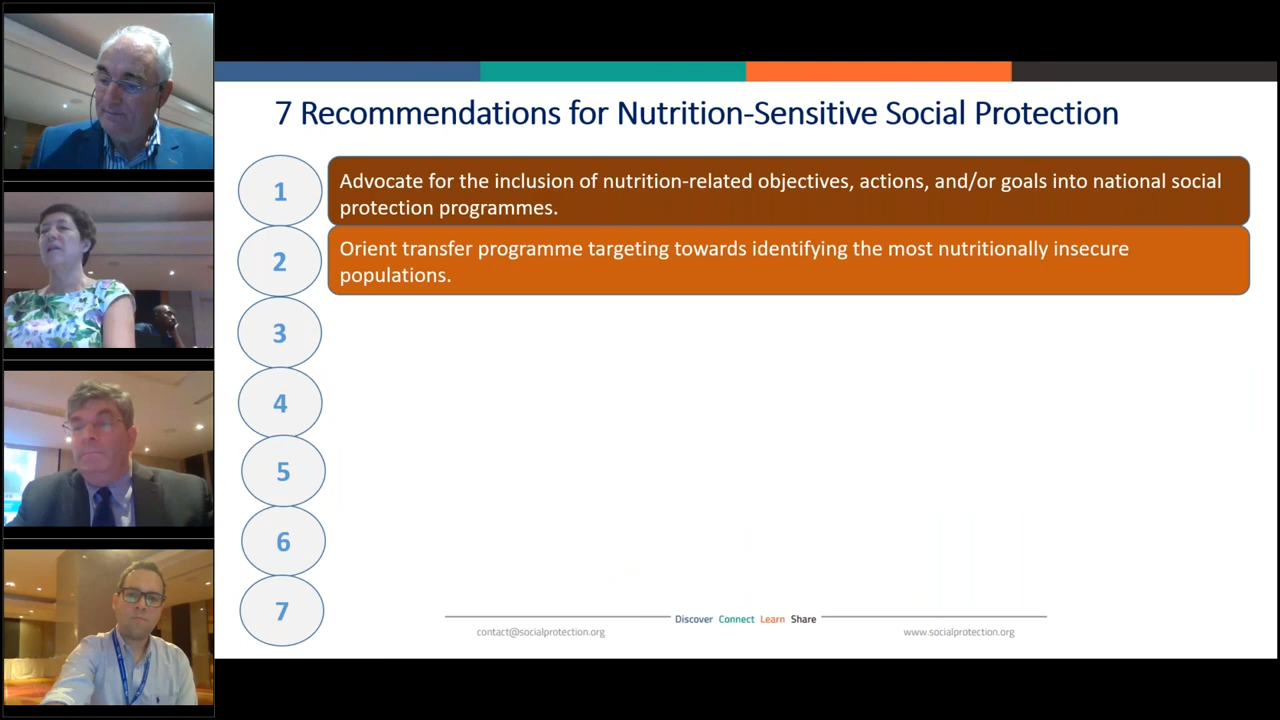 7 Recommendations for Nutrition-Sensitive Social Protection
1
Advocate for the inclusion of nutrition-related objectives, actions, and/or goals into national social
protection programmes.
2
Orient transfer programme targeting towards identifying the most nutritionally insecure
populations.
3
4
5
6
7
Discover Connect Learn Share
contact@socialprotection.org
www.socialprotection.org